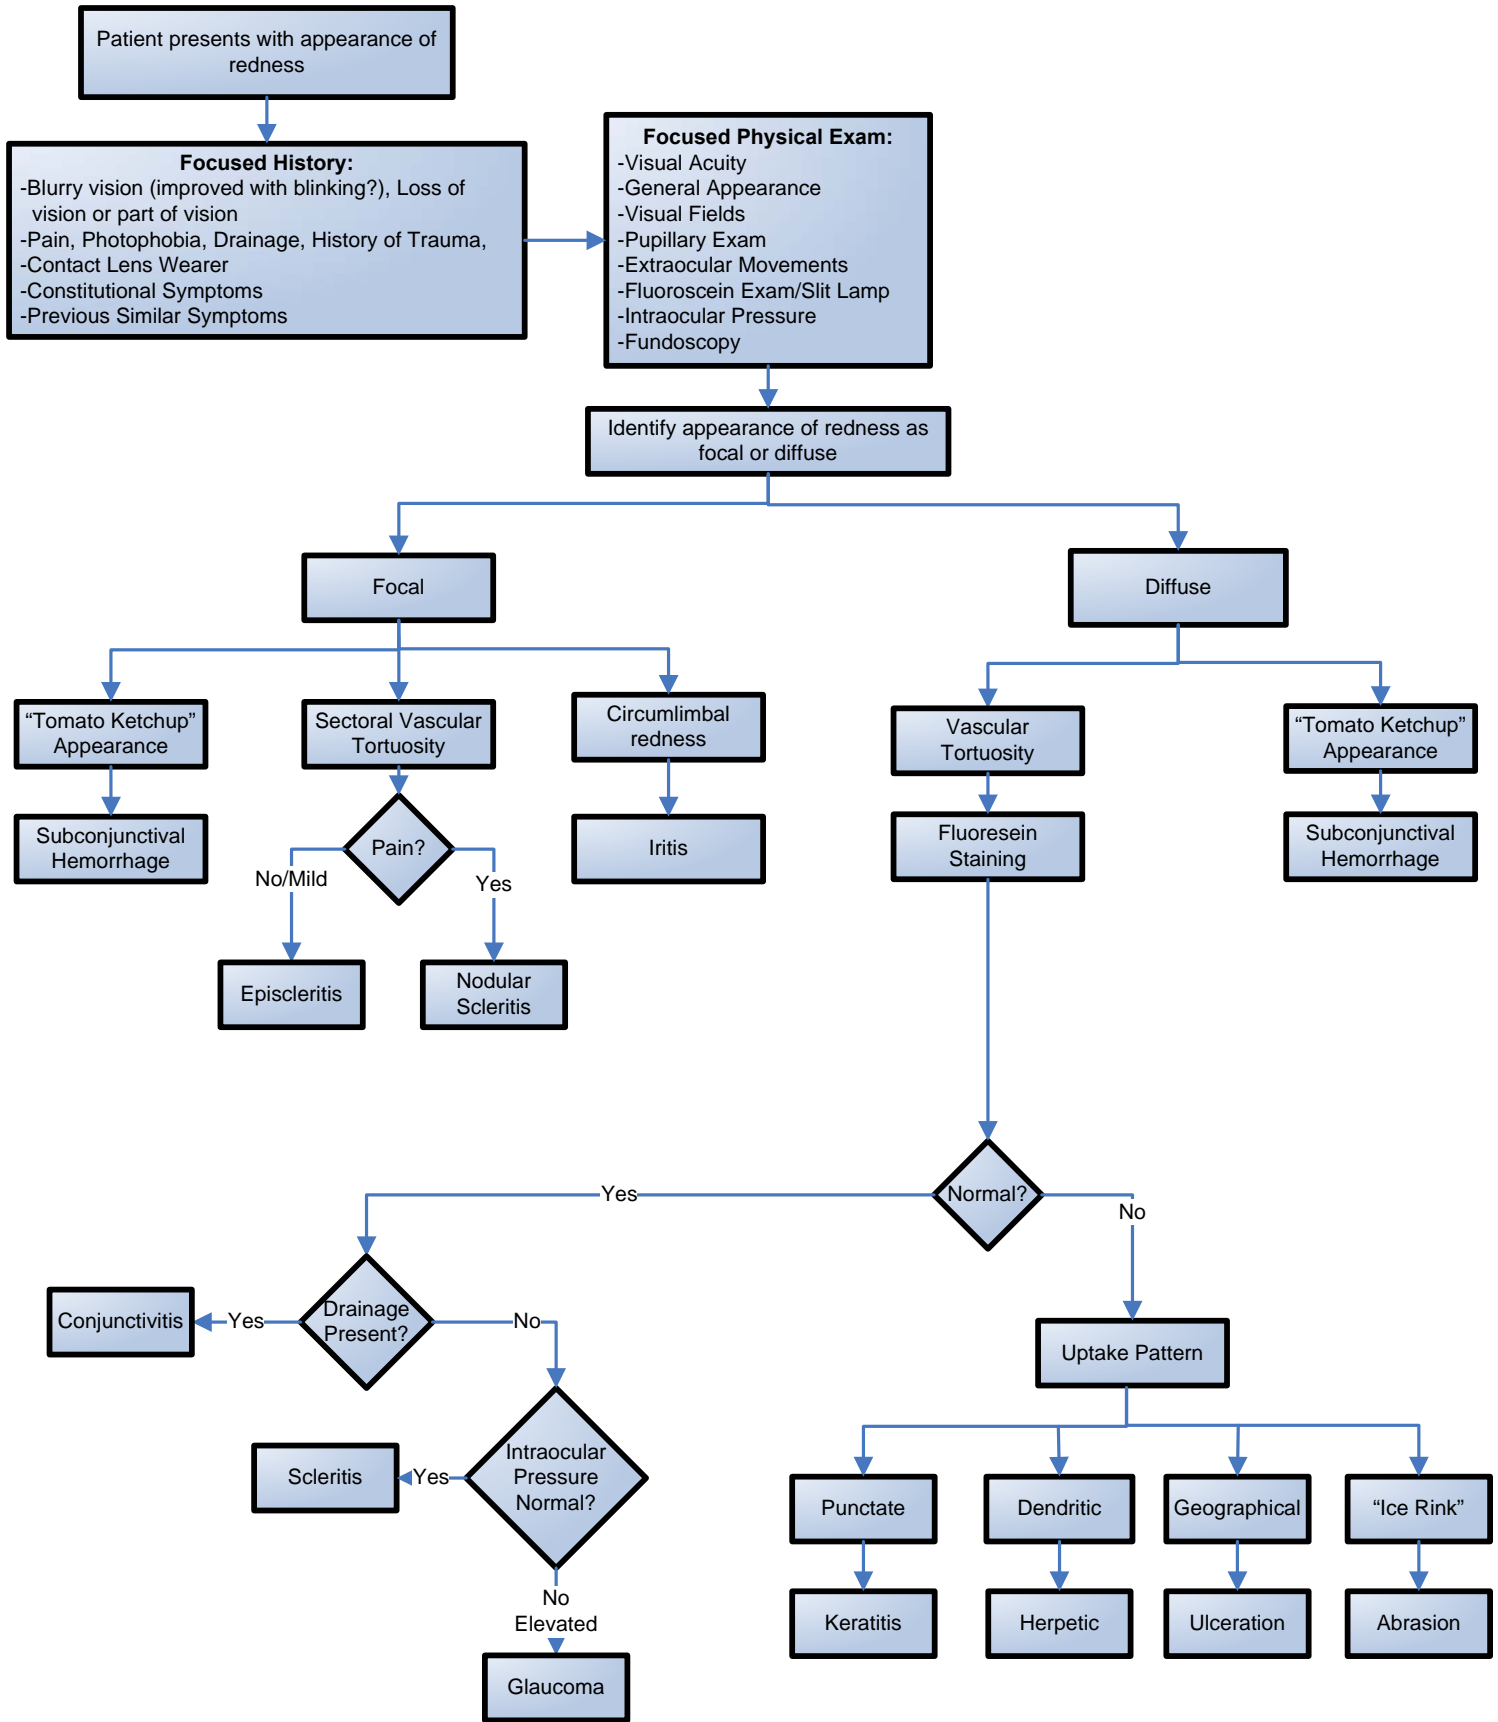 Patient presents with appearance of
redness
Focused History:
-Blurry vision (improved with blinking?), Loss of
vision or part of vision
-Pain, Photophobia, Drainage, History of Trauma,
-Contact Lens Wearer
-Constitutional Symptoms
-Previous Similar Symptoms
Focused Physical Exam:
-Visual Acuity
-General Appearance
-Visual Fields
-Pupillary Exam
-Extraocular Movements
-Fluoroscein Exam/Slit Lamp
-Intraocular Pressure
-Fundoscopy
Identify appearance of redness as
focal or diffuse
Focal
Diffuse
“Tomato Ketchup”
Appearance
Sectoral Vascular
Tortuosity
Circumlimbal
redness
Vascular
Tortuosity
“Tomato Ketchup”
Appearance
Subconjunctival
Hemorrhage
Pain?
Iritis
Fluoresein
Staining
Subconjunctival
Hemorrhage
No/Mild
Yes
Episcleritis
Nodular
Scleritis
Normal?
Yes
No
Drainage
Present?
Yes
Conjunctivitis
No
Uptake Pattern
Intraocular
Pressure
Normal?
Yes
Scleritis
Punctate
Dendritic
Geographical
“Ice Rink”
No
Elevated
Keratitis
Herpetic
Ulceration
Abrasion
Glaucoma